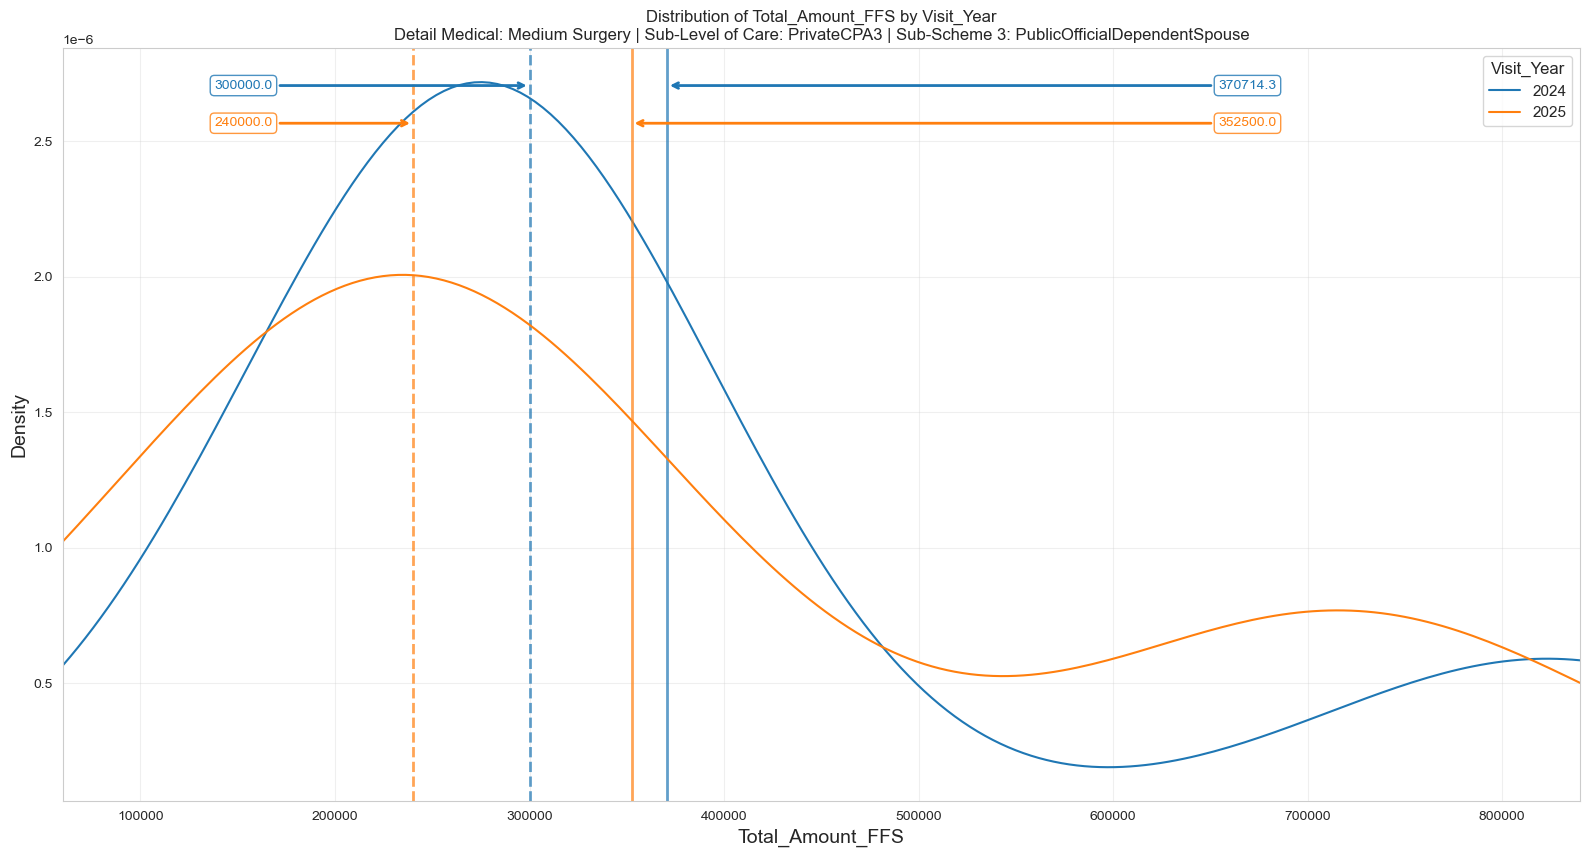 Distribution of Total_Amount_FFS by Visit_Year
Detail Medical: Medium Surgery | Sub-Level of Care: PrivateCPA3 | Sub-Scheme 3: PublicOfficialDependentSpouse
1e−6
Visit_Year
2024
2025
300000.0
370714.3
240000.0
352500.0
2.5
2.0
1.5
1.0
0.5
Density
100000 200000 300000 400000 500000 600000 700000 800000
Total_Amount_FFS